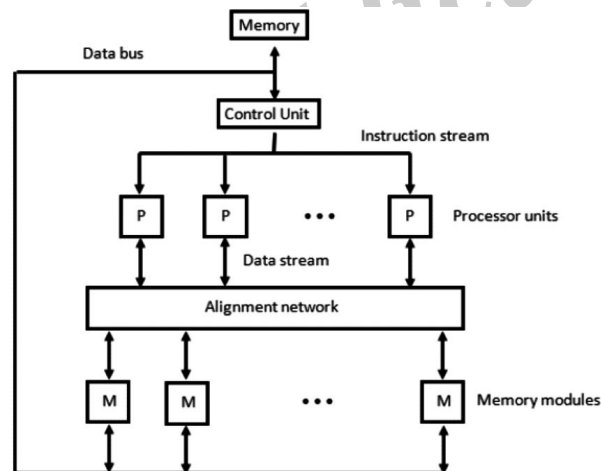 Memory
Data bus
Control Unit
Instruction stream
P P ••• P Processor units
Data stream
Alignment network
M M ••• M Memory modules